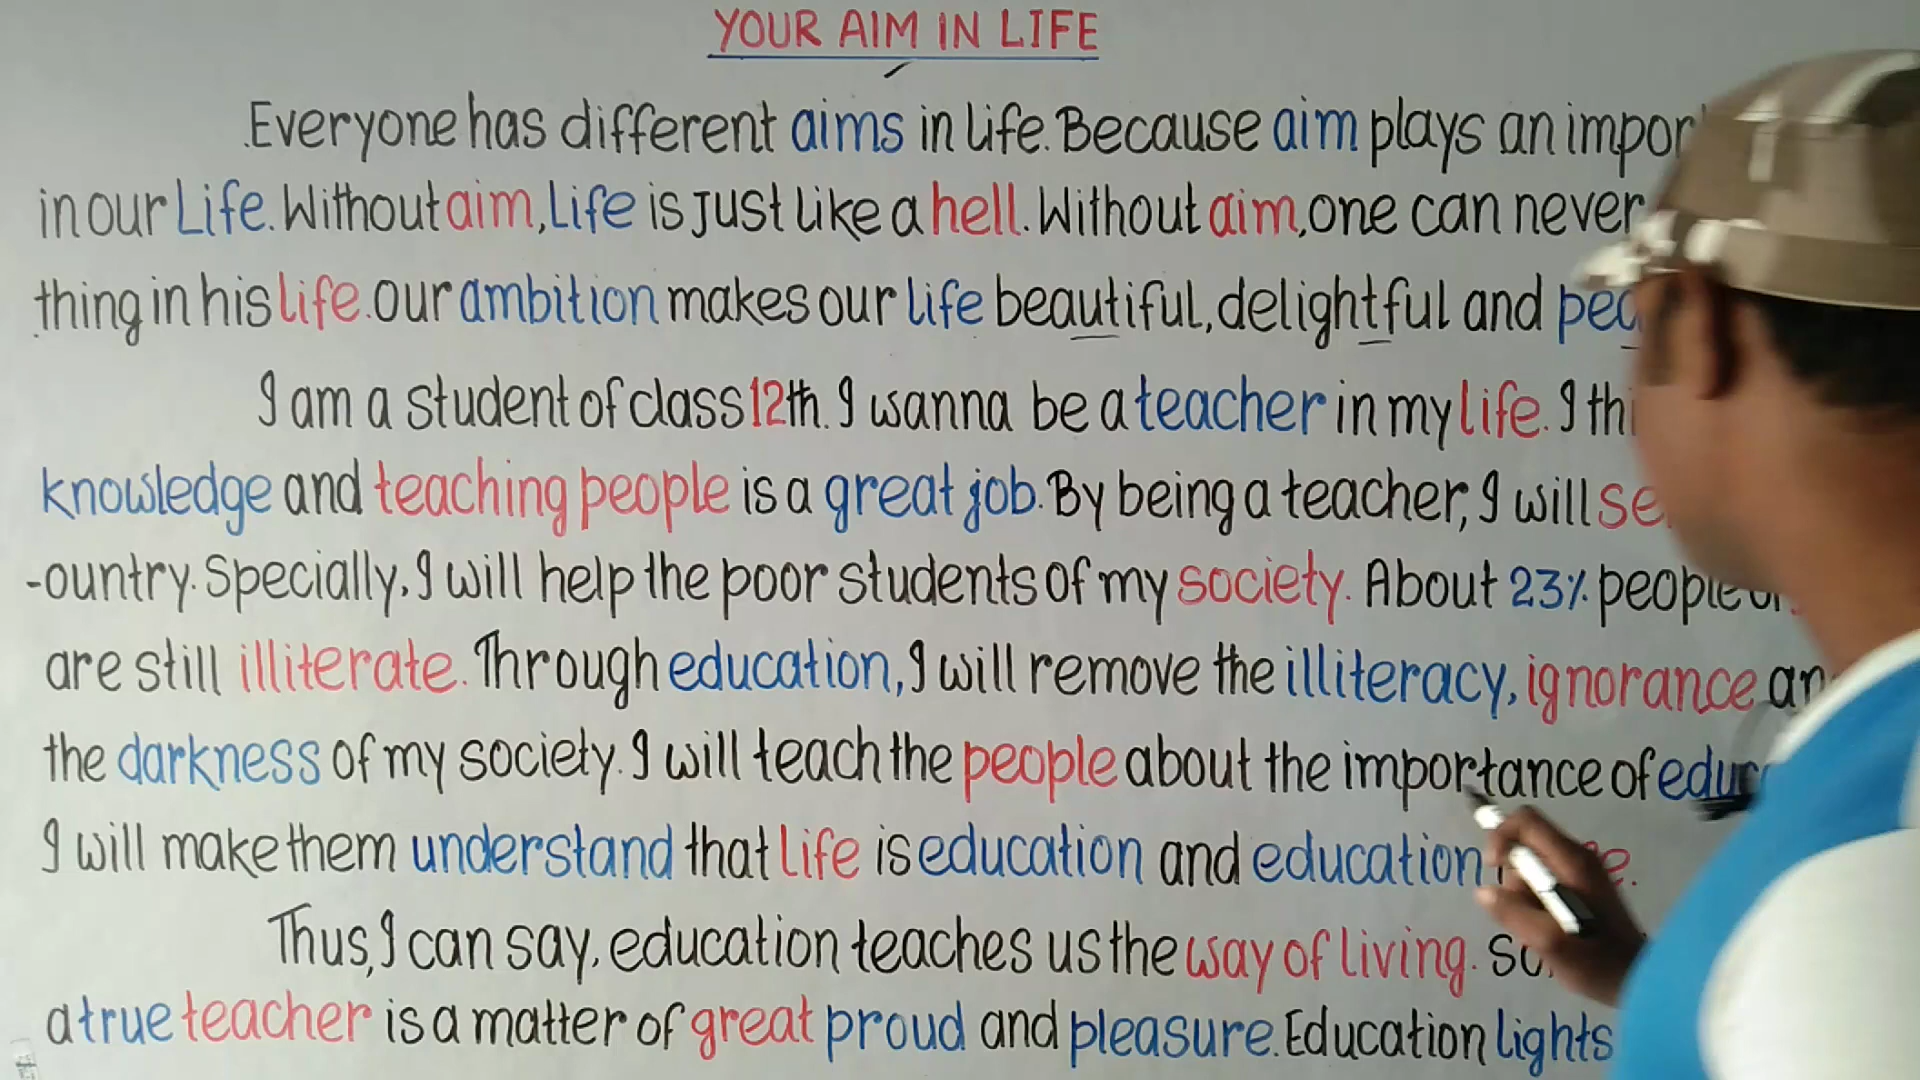 YOUR AIM IN LIFE
Everyone has different aims in life. Because aim plays an
in our Life. Without aim, Life is just like a hell. Without aim, one can never
thing in his life. our ambition makes our life beautiful, delightful and
I am a student of class 12th. I wanna be a teacher in my life. I
knowledge and teaching people is a great job. By being a teacher, I will
-ountry. Specially, I will help the poor students of my society. About 23% people
are still illiterate. Through education, I will remove the illiteracy, ignorance
the darkness of my society. I will teach the people about the importance of
I will make them understand that life is education and education
Thus, I can say, education teaches us the way of living.
a true teacher is a matter of great proud and pleasure. Education lights